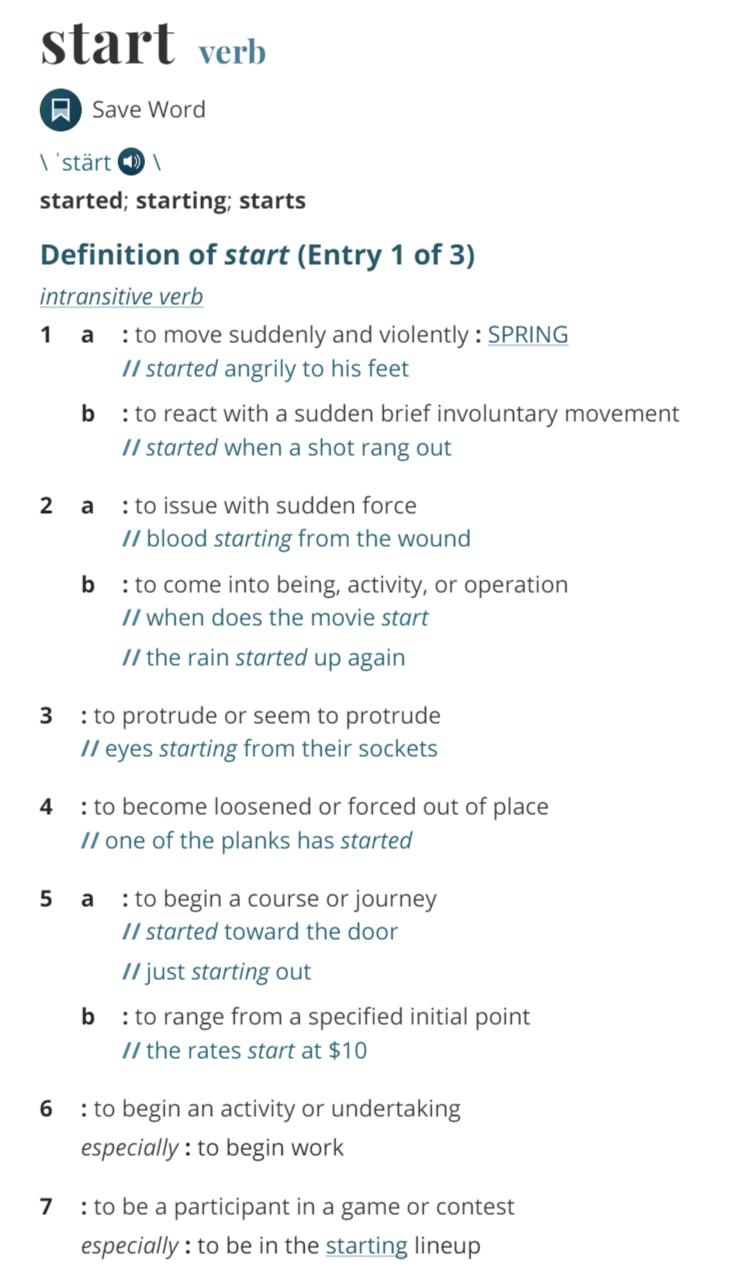 start verb
Save Word
\ ˈstärt \
started; starting; starts
Definition of start (Entry 1 of 3)
intransitive verb
1 a : to move suddenly and violently : SPRING
// started angrily to his feet
b : to react with a sudden brief involuntary movement
// started when a shot rang out
2 a : to issue with sudden force
// blood starting from the wound
b : to come into being, activity, or operation
// when does the movie start
// the rain started up again
3 : to protrude or seem to protrude
// eyes starting from their sockets
4 : to become loosened or forced out of place
// one of the planks has started
5 a : to begin a course or journey
// started toward the door
// just starting out
b : to range from a specified initial point
// the rates start at $10
6 : to begin an activity or undertaking
especially : to begin work
7 : to be a participant in a game or contest
especially : to be in the starting lineup